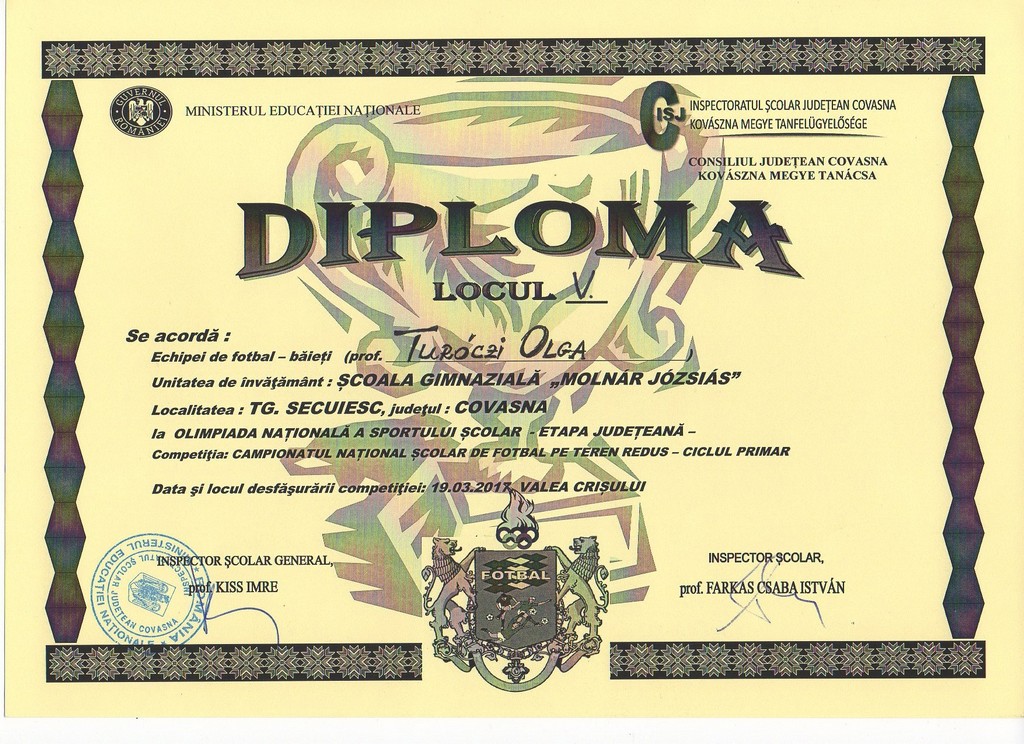 GUVERNUL ROMÂNIEI
MINISTERUL EDUCAȚIEI NAȚIONALE
CISJ
INSPECTORATUL ȘCOLAR JUDEȚEAN COVASNA
KOVÁSZNA MEGYE TANFELÜGYELŐSÉGE
CONSILIUL JUDEȚEAN COVASNA
KOVÁSZNA MEGYE TANÁCSA
DIPLOMA
LOCUL V.
Se acordă :
Echipei de fotbal – băieți (prof. TURÓCZI OLGA ,
Unitatea de învățământ : ȘCOALA GIMNAZIALĂ „MOLNÁR JÓZSIÁS”
Localitatea : TG. SECUIESC, județul : COVASNA
la OLIMPIADA NAȚIONALĂ A SPORTULUI ȘCOLAR - ETAPA JUDEȚEANĂ –
Competiția: CAMPIONATUL NAȚIONAL ȘCOLAR DE FOTBAL PE TEREN REDUS – CICLUL PRIMAR
Data și locul desfășurării competiției: 19.03.2017, VALEA CRIȘULUI
INSPECTOR ȘCOLAR GENERAL,
prof. KISS IMRE
INSPECTOR ȘCOLAR,
prof. FARKAS CSABA ISTVÁN
FOTBAL
ROMÂNIA * MINISTERUL EDUCAȚIEI NAȚIONALE *
INSPECTORATUL ȘCOLAR JUDEȚEAN COVASNA